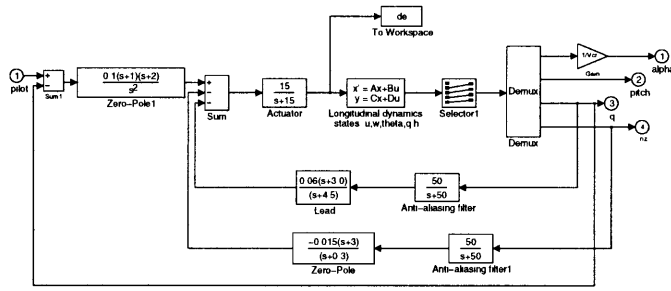 de
To Workspace
1
pilot
+
-
Sum1
0 1(s+1)(s+2)
s²
Zero-Pole1
+
-
-
Sum
15
s+15
Actuator
x' = Ax+Bu
y = Cx+Du
Longitudinal dynamics
states u,w,theta,q h
Selector1
Demux
Demux
Gain
1
alpha
2
pitch
3
q
4
nz
0 06(s+3 0)
(s+4 5)
Lead
50
s+50
Anti-aliasing filter
-0 015(s+3)
(s+0 3)
Zero-Pole
50
s+50
Anti-aliasing filter1